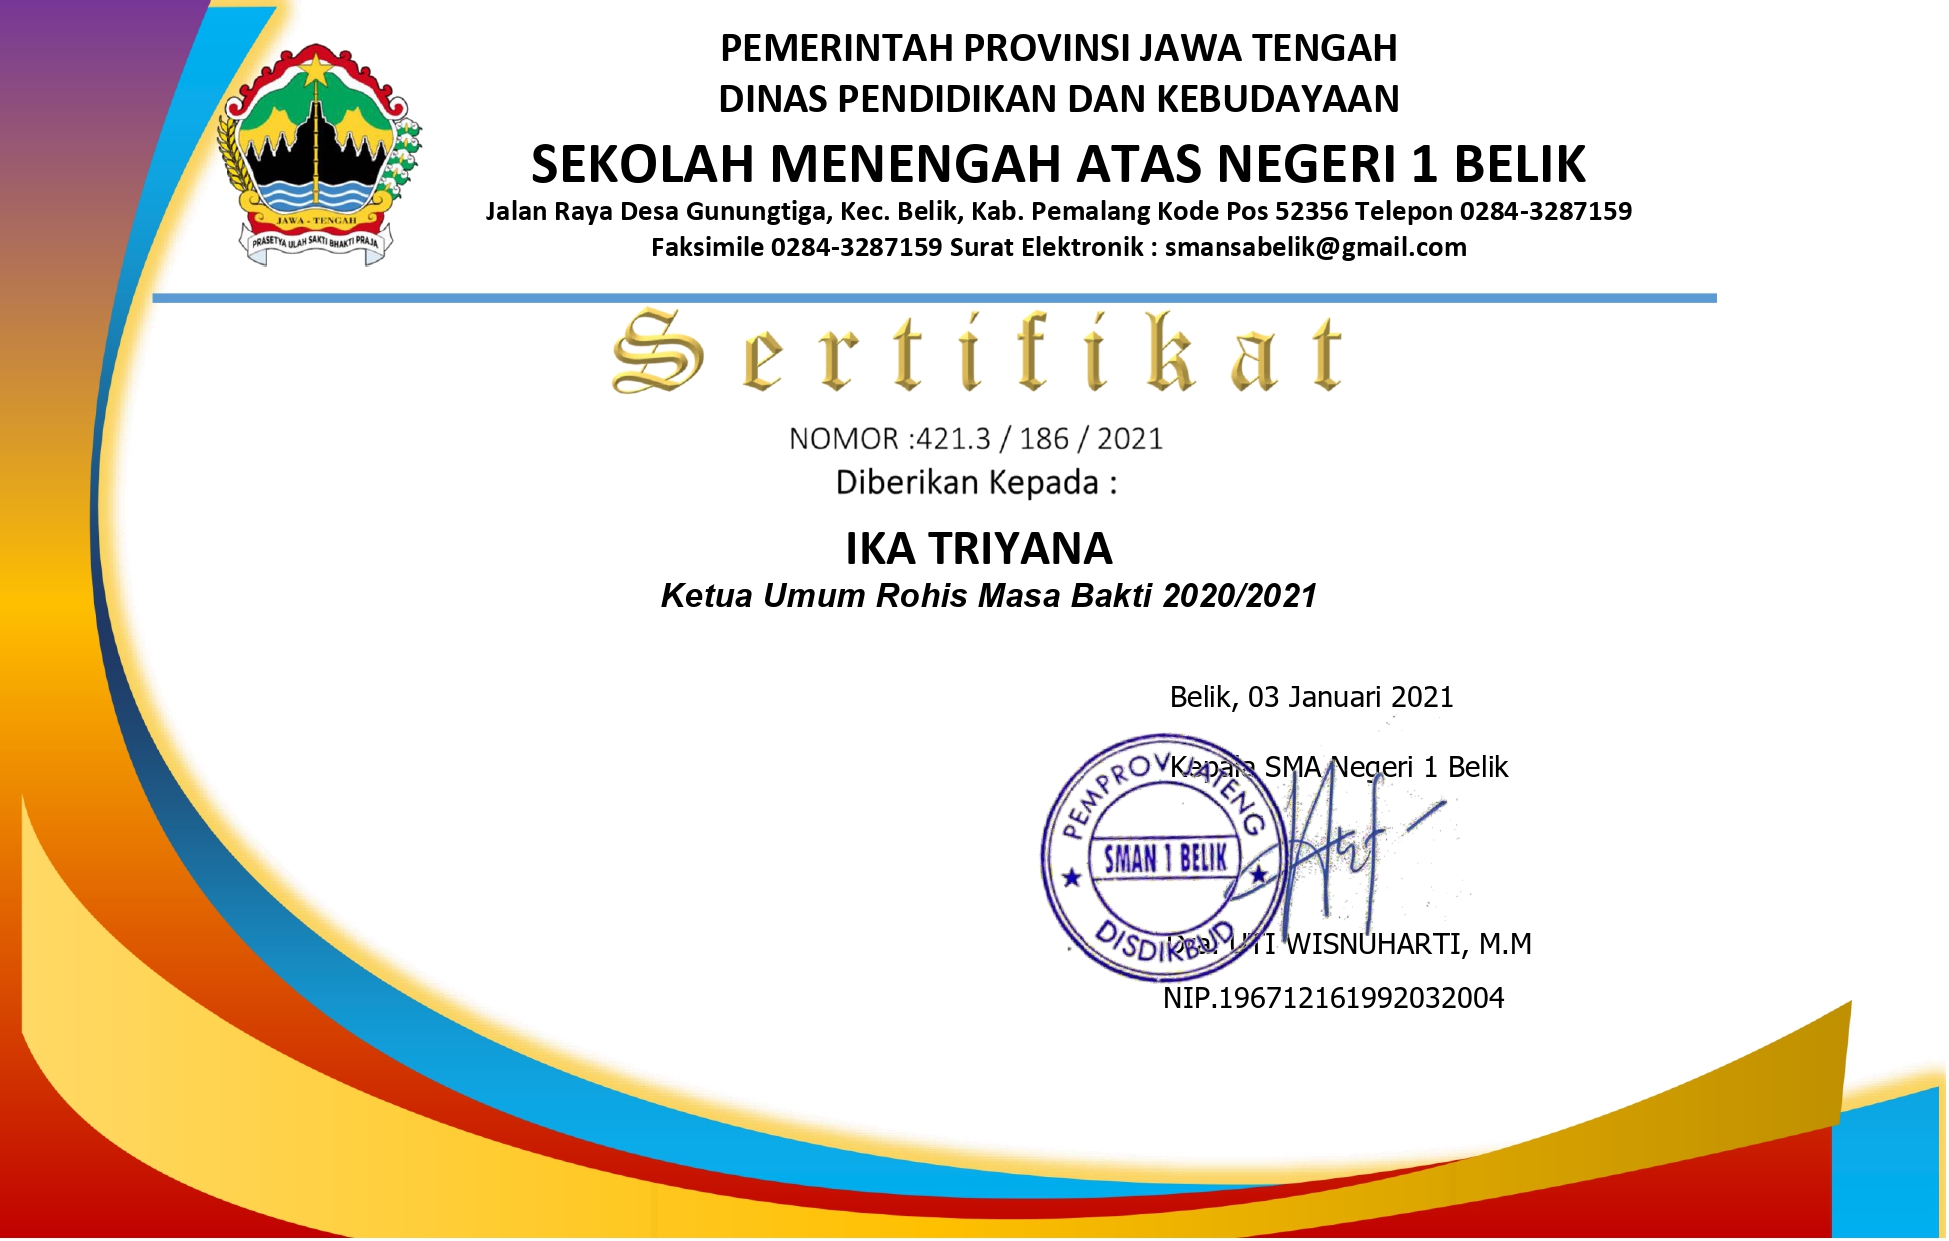 PEMERINTAH PROVINSI JAWA TENGAH
DINAS PENDIDIKAN DAN KEBUDAYAAN
SEKOLAH MENENGAH ATAS NEGERI 1 BELIK
Jalan Raya Desa Gunungtiga, Kec. Belik, Kab. Pemalang Kode Pos 52356 Telepon 0284-3287159
Faksimile 0284-3287159 Surat Elektronik : smansabelik@gmail.com
JAWA - TENGAH
PRASETYA ULAH SAKTI BHAKTI PRAJA
Sertifikat
NOMOR :421.3 / 186 / 2021
Diberikan Kepada :
IKA TRIYANA
Ketua Umum Rohis Masa Bakti 2020/2021
Belik, 03 Januari 2021
Kepala SMA Negeri 1 Belik
PEMPROV JATENG
SMAN 1 BELIK
DISDIKBUD
Dra. UTI WISNUHARTI, M.M
NIP.196712161992032004